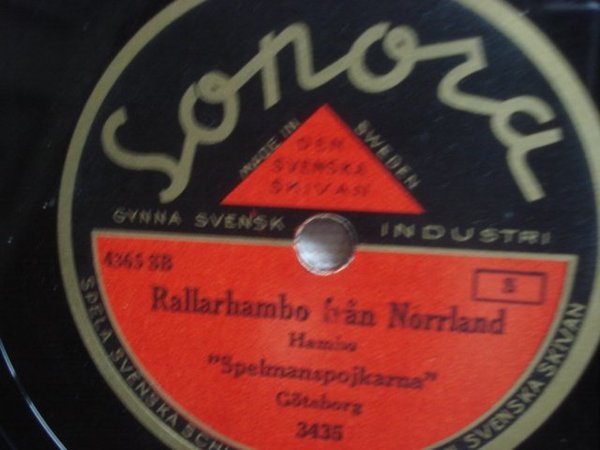 Sonora
MADE IN SWEDEN
DEN
SVENSKA
SKIVAN
GYNNA SVENSK INDUSTRI
4365 SB
S
Rallarhambo från Norrland
Hambo
"Spelmanspojkarna"
Göteborg
3435
SPELA SVENSKA
SVENSKA SKIVAN